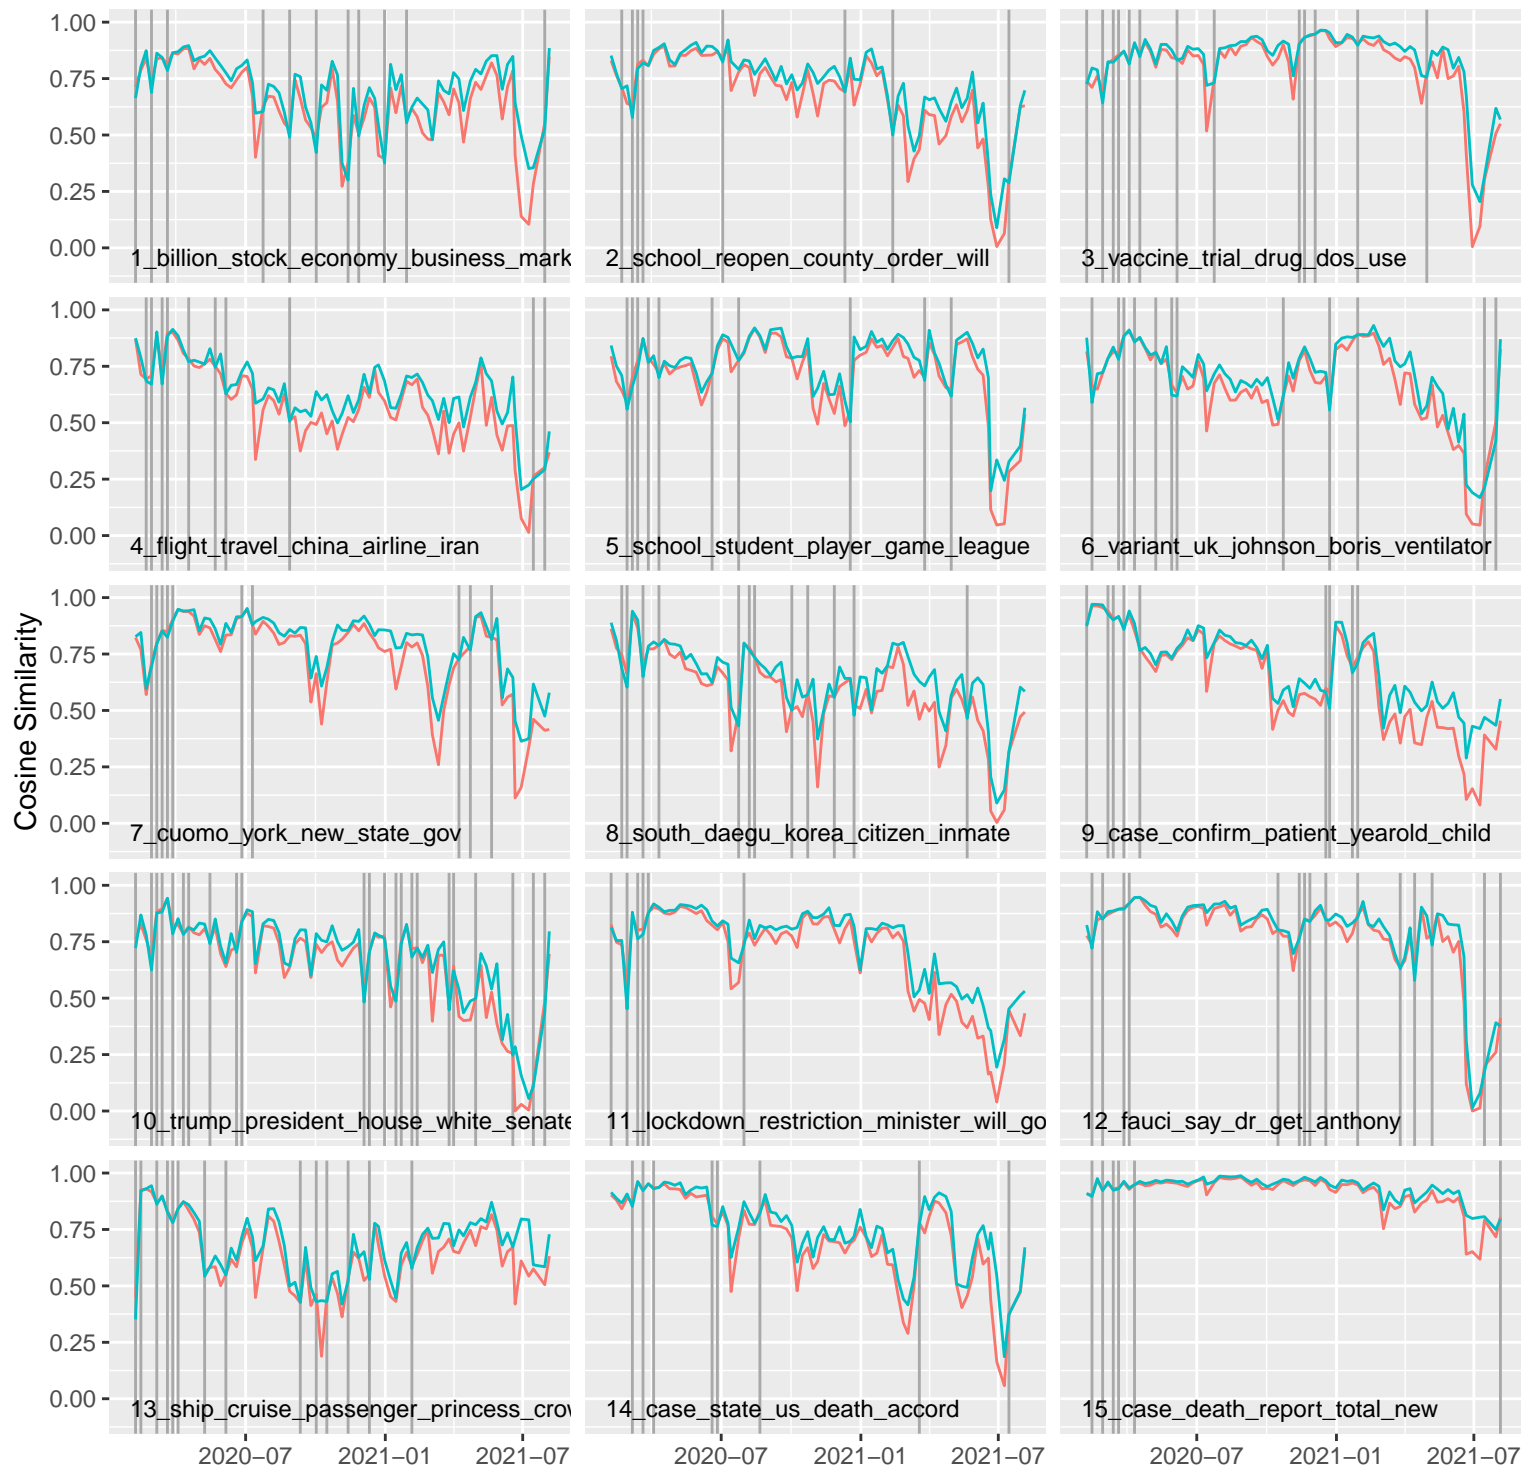 1.00
0.75
0.50
0.25
0.00
1_billion_stock_economy_business_mark
2_school_reopen_county_order_will
3_vaccine_trial_drug_dos_use
1.00
0.75
0.50
0.25
0.00
4_flight_travel_china_airline_iran
5_school_student_player_game_league
6_variant_uk_johnson_boris_ventilator
Cosine Similarity
1.00
0.75
0.50
0.25
0.00
7_cuomo_york_new_state_gov
8_south_daegu_korea_citizen_inmate
9_case_confirm_patient_yearold_child
1.00
0.75
0.50
0.25
0.00
10_trump_president_house_white_senate
11_lockdown_restriction_minister_will_go
12_fauci_say_dr_get_anthony
1.00
0.75
0.50
0.25
0.00
13_ship_cruise_passenger_princess_crow
14_case_state_us_death_accord
15_case_death_report_total_new
2020−07 2021−01 2021−07
2020−07 2021−01 2021−07
2020−07 2021−01 2021−07